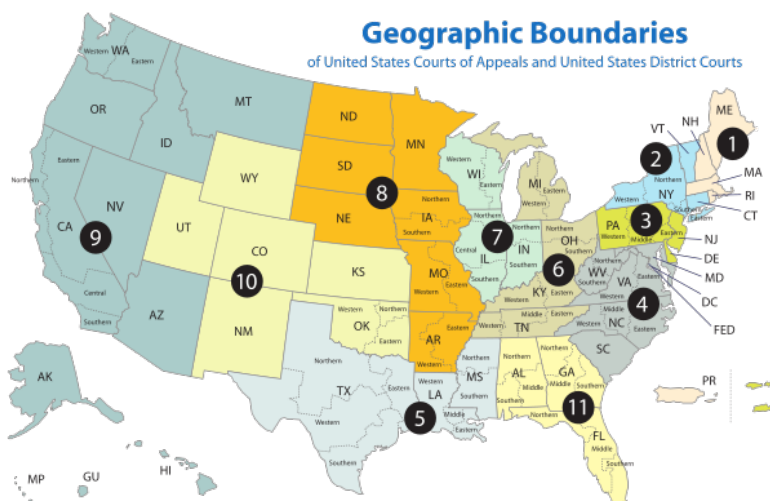 Geographic Boundaries
of United States Courts of Appeals and United States District Courts
WA
Western
Eastern
MT
ND
MN
ME
NH
VT
1
OR
ID
SD
WI
Western
Eastern
MI
Western
Eastern
2
Northern
Western
NY
Southern
Eastern
MA
RI
CT
WY
8
NE
Northern
IA
Southern
Northern
Eastern
CA
NV
9
Central
Southern
UT
CO
10
KS
MO
Western
Eastern
Northern
7
Central
IL
Southern
Northern
IN
Southern
Northern
OH
Southern
6
PA
3
Western
Middle
Eastern
NJ
DE
MD
DC
FED
Northern
WV
Southern
VA
Eastern
Western
4
KY
Western
Eastern
AZ
NM
Northern
OK
Western
Eastern
AR
Eastern
Western
TN
Western
Middle
Eastern
Middle
Western
NC
Eastern
SC
TX
Northern
Eastern
Western
Southern
LA
Western
Middle
Eastern
5
MS
Northern
Southern
Northern
AL
Middle
Southern
Northern
GA
Middle
Southern
11
Northern
FL
Middle
Southern
PR
AK
HI
MP
GU